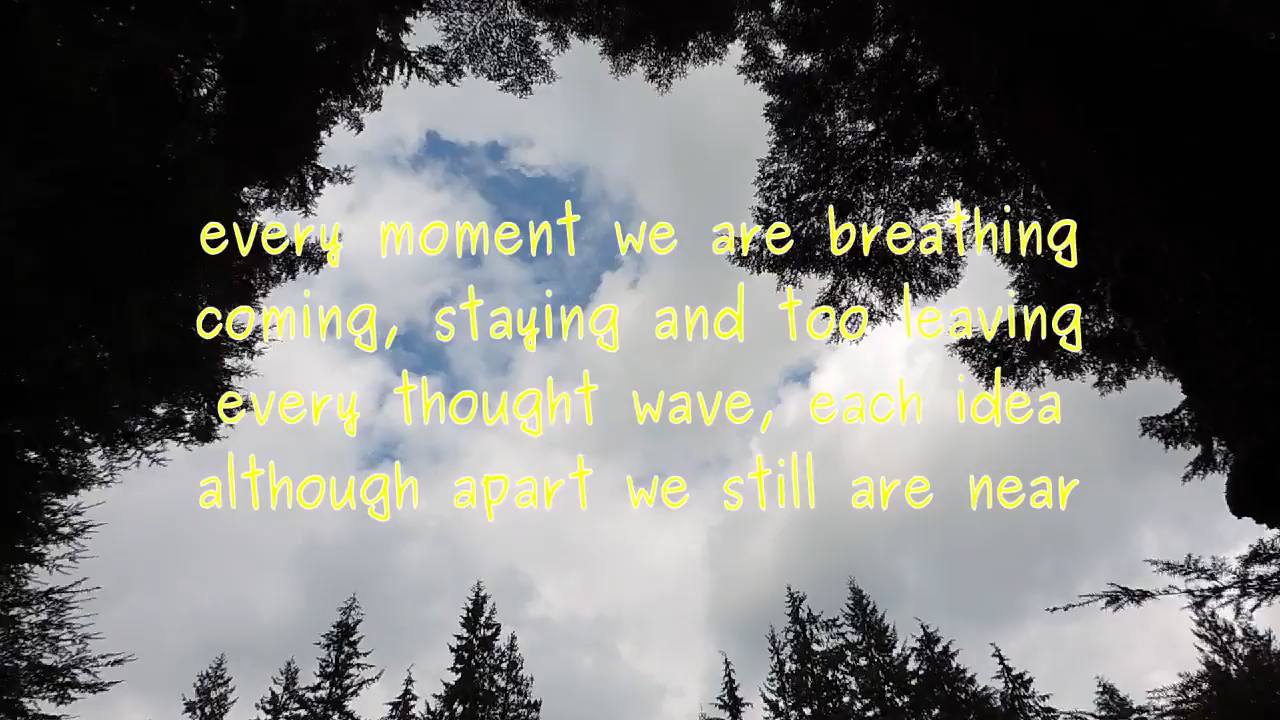 every moment we are breathing
coming, staying and too leaving
every thought wave, each idea
although apart we still are near